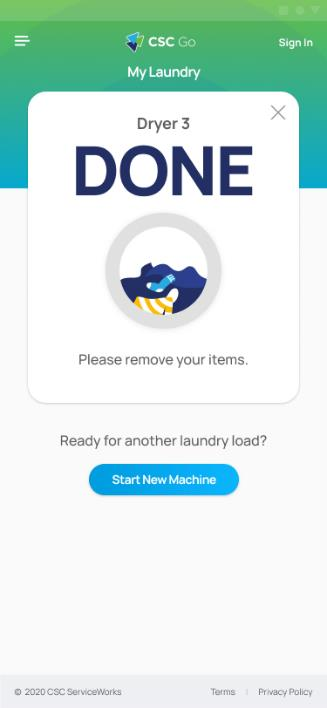 CSC Go
Sign In
My Laundry
Dryer 3
DONE
Please remove your items.
Ready for another laundry load?
Start New Machine
© 2020 CSC ServiceWorks
Terms | Privacy Policy